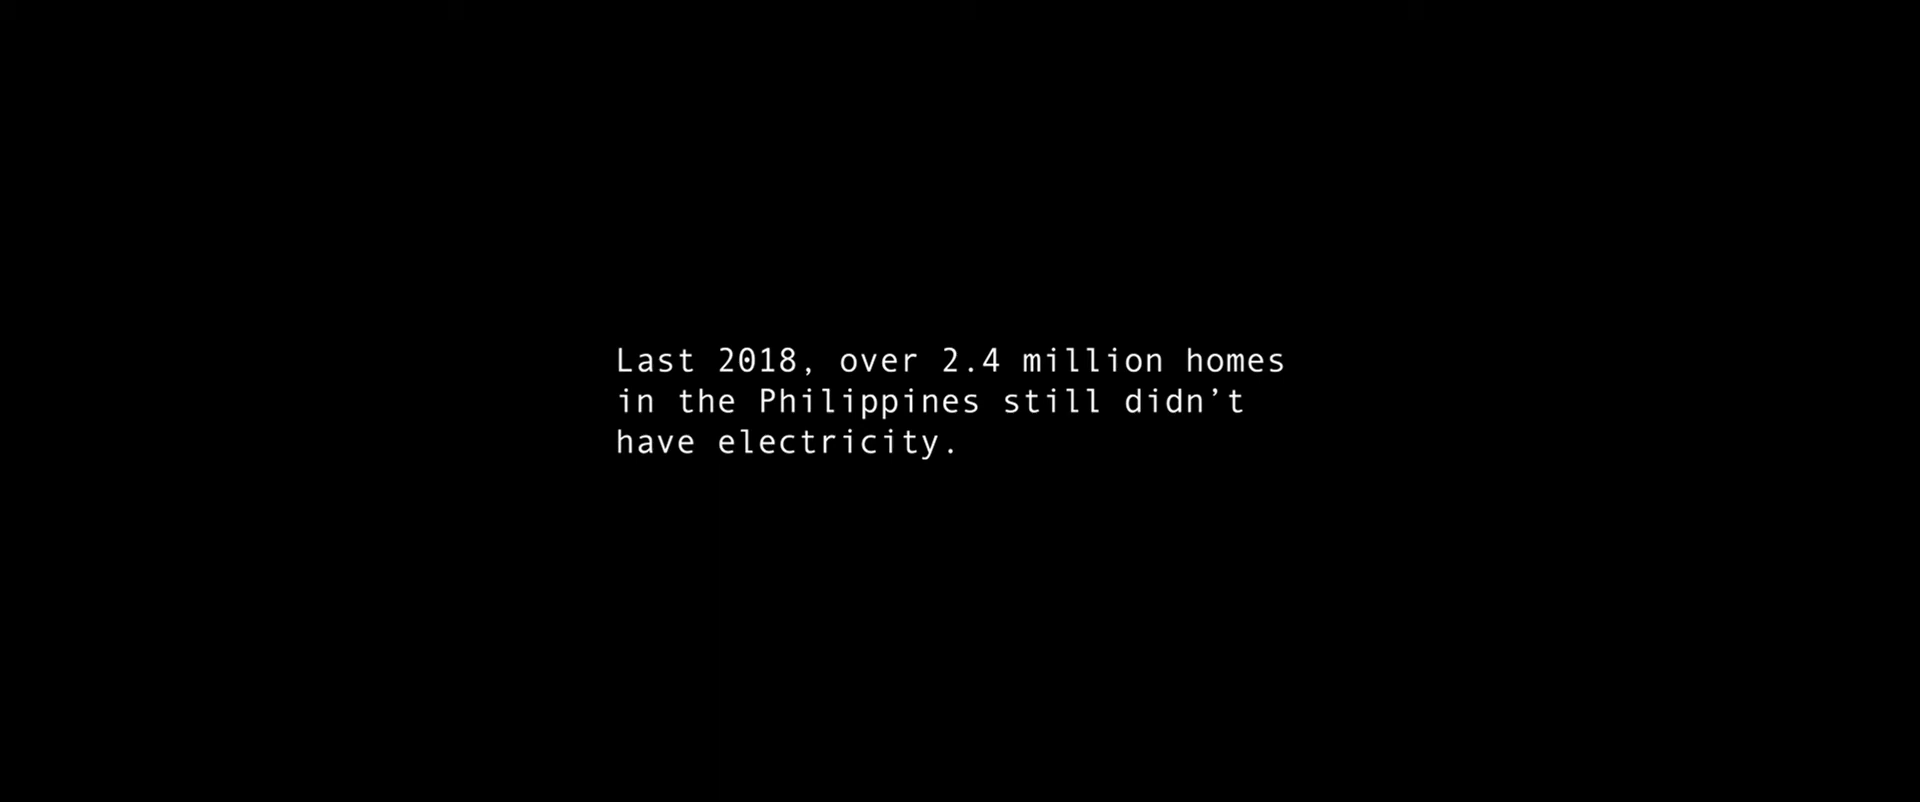 Last 2018, over 2.4 million homes
in the Philippines still didn’t
have electricity.